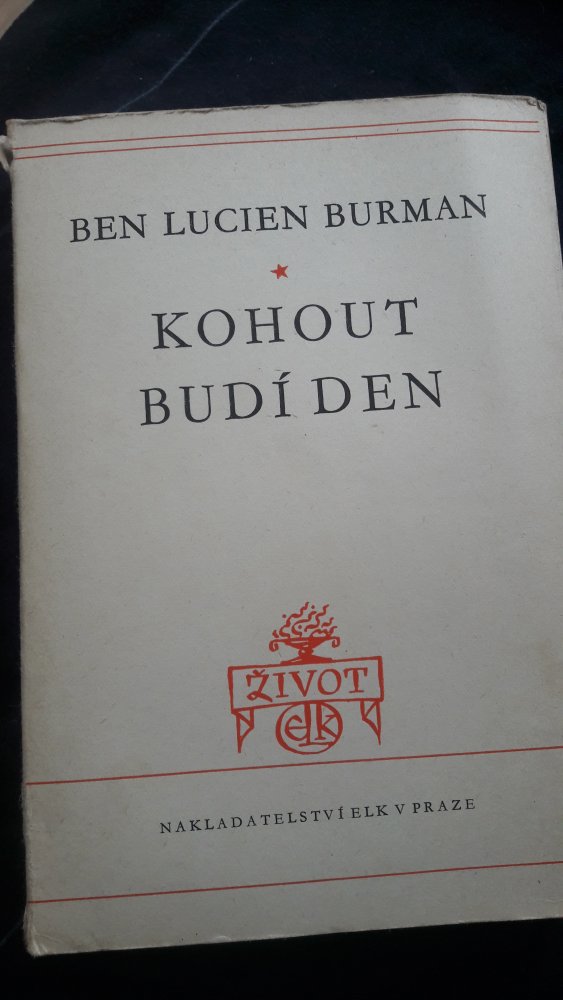 BEN LUCIEN BURMAN
KOHOUT
BUDÍ DEN
ŽIVOT
ELK
NAKLADATELSTVÍ ELK V PRAZE